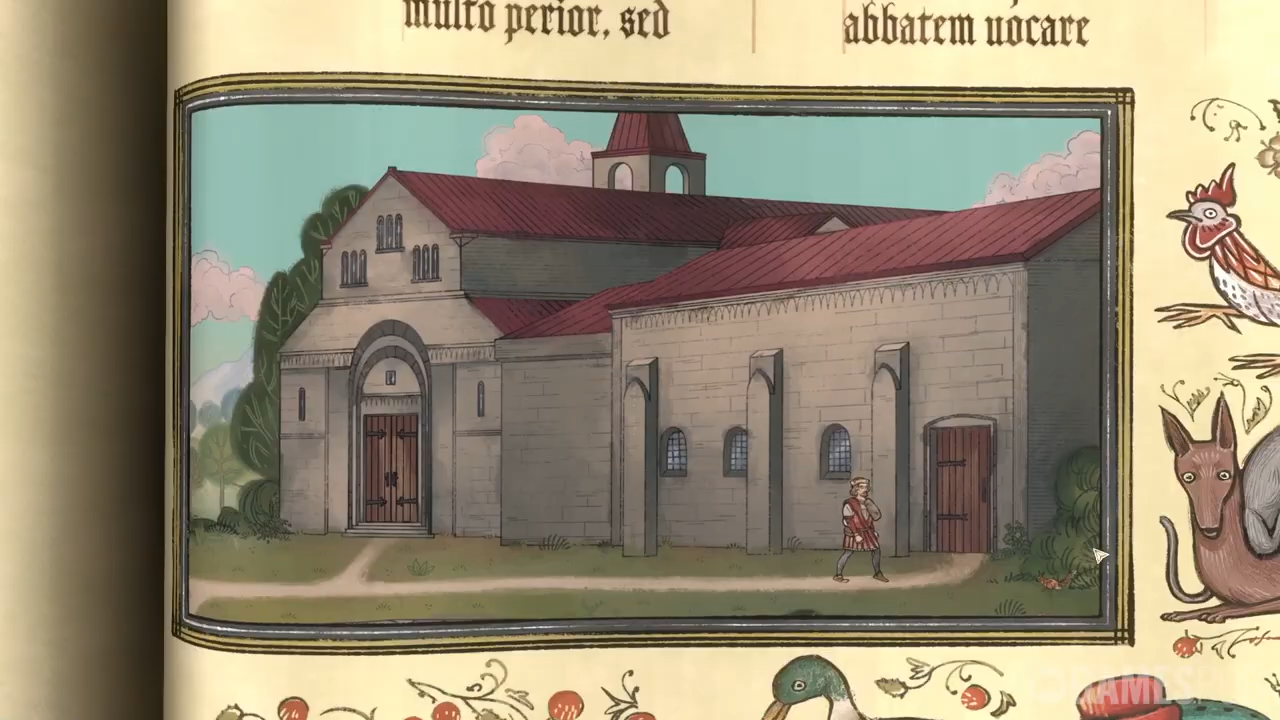 multo perior, sed
abbatem uocare